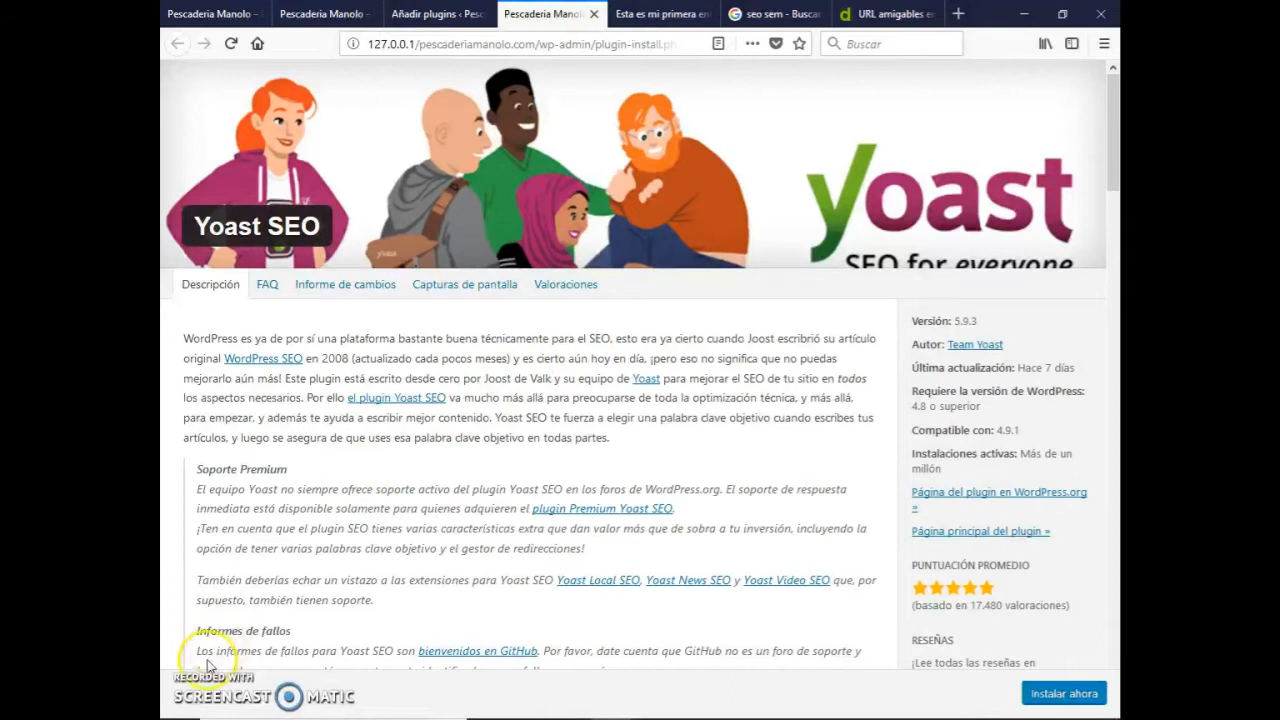 Pescaderia Manolo –
Pescaderia Manolo –
Añadir plugins ‹ Pesc
Pescaderia Manolo
Esta es mi primera en
seo sem - Buscar
URL amigables e
127.0.0.1/pescaderiamanolo.com/wp-admin/plugin-install.ph
Buscar
yoast
Yoast SEO
yoast
SEO for everyone
Descripción
FAQ
Informe de cambios
Capturas de pantalla
Valoraciones
WordPress es ya de por sí una plataforma bastante buena técnicamente para el SEO, esto era ya cierto cuando Joost escribrió su artículo
original WordPress SEO en 2008 (actualizado cada pocos meses) y es cierto aún hoy en día, ¡pero eso no significa que no puedas
mejorarlo aún más! Este plugin está escrito desde cero por Joost de Valk y su equipo de Yoast para mejorar el SEO de tu sitio en todos
los aspectos necesarios. Por ello el plugin Yoast SEO va mucho más allá para preocuparse de toda la optimización técnica, y más allá,
para empezar, y además te ayuda a escribir mejor contenido. Yoast SEO te fuerza a elegir una palabra clave objetivo cuando escribes tus
artículos, y luego se asegura de que uses esa palabra clave objetivo en todas partes.
Soporte Premium
El equipo Yoast no siempre ofrece soporte activo del plugin Yoast SEO en los foros de WordPress.org. El soporte de respuesta
inmediata está disponible solamente para quienes adquieren el plugin Premium Yoast SEO.
¡Ten en cuenta que el plugin SEO tienes varias características extra que dan valor más que de sobra a tu inversión, incluyendo la
opción de tener varias palabras clave objetivo y el gestor de redirecciones!
También deberías echar un vistazo a las extensiones para Yoast SEO Yoast Local SEO, Yoast News SEO y Yoast Video SEO que, por
supuesto, también tienen soporte.
Informes de fallos
Los informes de fallos para Yoast SEO son bienvenidos en GitHub. Por favor, date cuenta que GitHub no es un foro de soporte y
Versión: 5.9.3
Autor: Team Yoast
Última actualización: Hace 7 días
Requiere la versión de WordPress:
4.8 o superior
Compatible con: 4.9.1
Instalaciones activas: Más de un
millón
Página del plugin en WordPress.org
»
Página principal del plugin »
PUNTUACIÓN PROMEDIO
(basado en 17.480 valoraciones)
RESEÑAS
¡Lee todas las reseñas en
RECORDED WITH
SCREENCAST MATIC
Instalar ahora